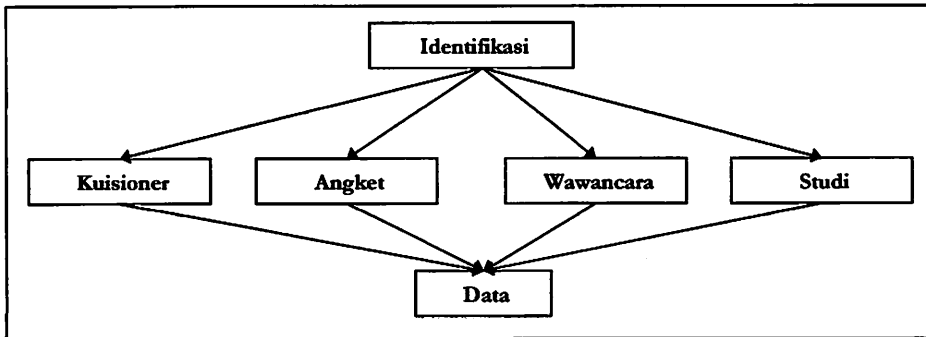 Identifikasi
Kuisioner
Angket
Wawancara
Studi
Data